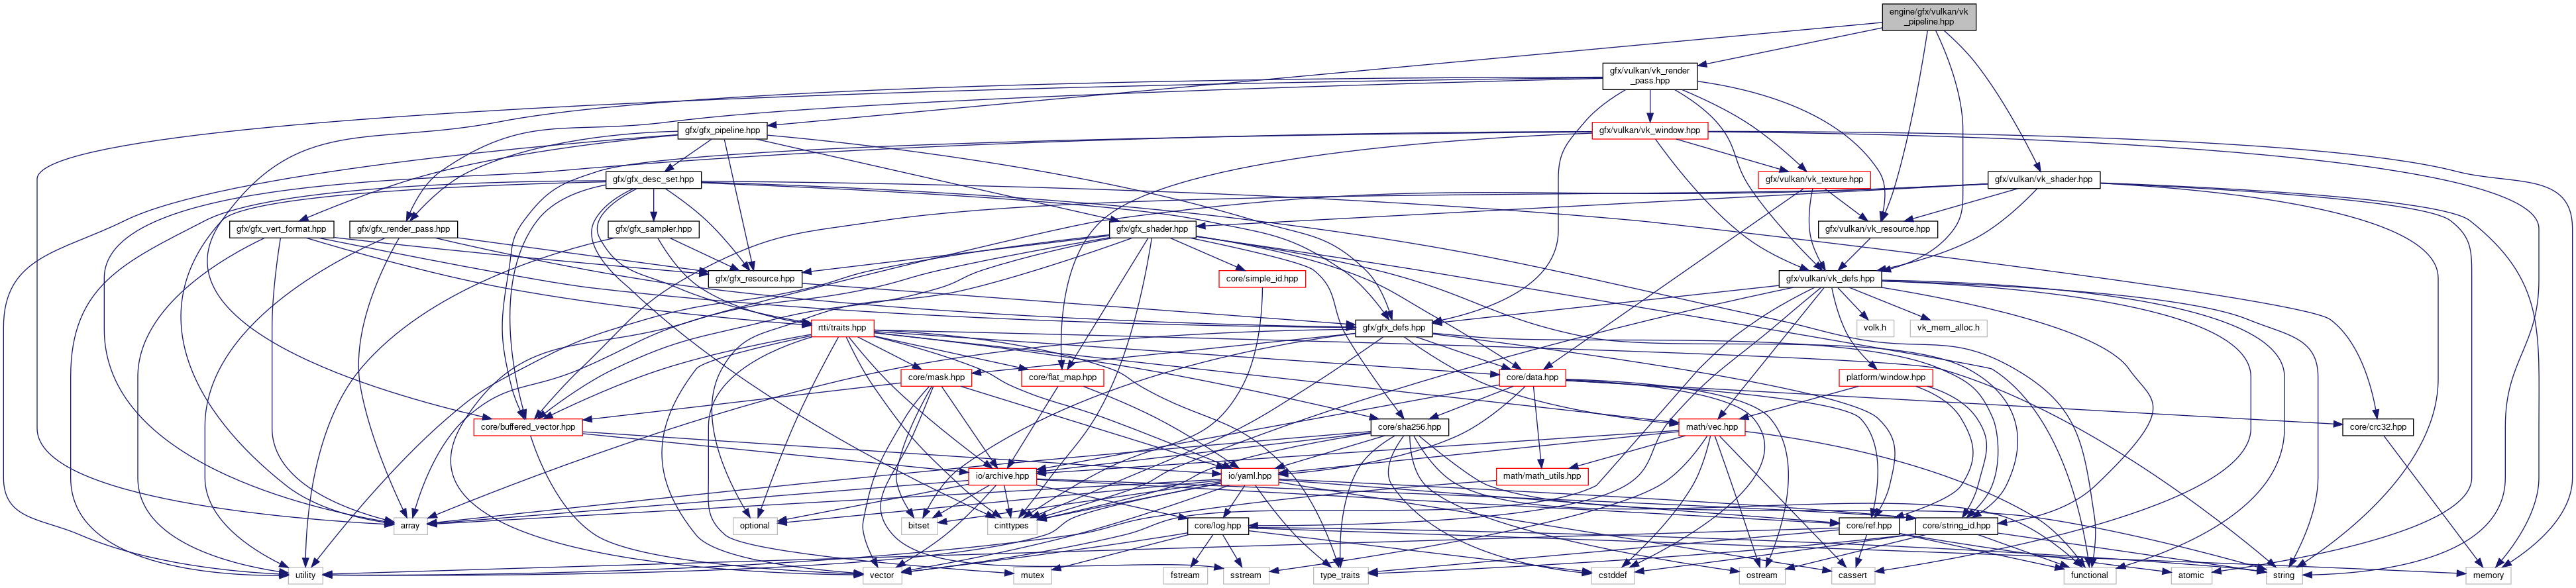 engine/gfx/vulkan/vk
_pipeline.hpp
gfx/vulkan/vk_render
_pass.hpp
gfx/gfx_pipeline.hpp
gfx/vulkan/vk_window.hpp
gfx/gfx_desc_set.hpp
gfx/vulkan/vk_texture.hpp
gfx/vulkan/vk_shader.hpp
gfx/gfx_vert_format.hpp
gfx/gfx_render_pass.hpp
gfx/gfx_sampler.hpp
gfx/gfx_shader.hpp
gfx/vulkan/vk_resource.hpp
gfx/gfx_resource.hpp
core/simple_id.hpp
gfx/vulkan/vk_defs.hpp
rtti/traits.hpp
gfx/gfx_defs.hpp
volk.h
vk_mem_alloc.h
core/mask.hpp
core/flat_map.hpp
core/data.hpp
platform/window.hpp
core/buffered_vector.hpp
core/sha256.hpp
math/vec.hpp
core/crc32.hpp
io/archive.hpp
io/yaml.hpp
math/math_utils.hpp
array
optional
bitset
cinttypes
core/log.hpp
core/ref.hpp
core/string_id.hpp
utility
vector
mutex
fstream
sstream
type_traits
cstddef
ostream
cassert
functional
atomic
string
memory